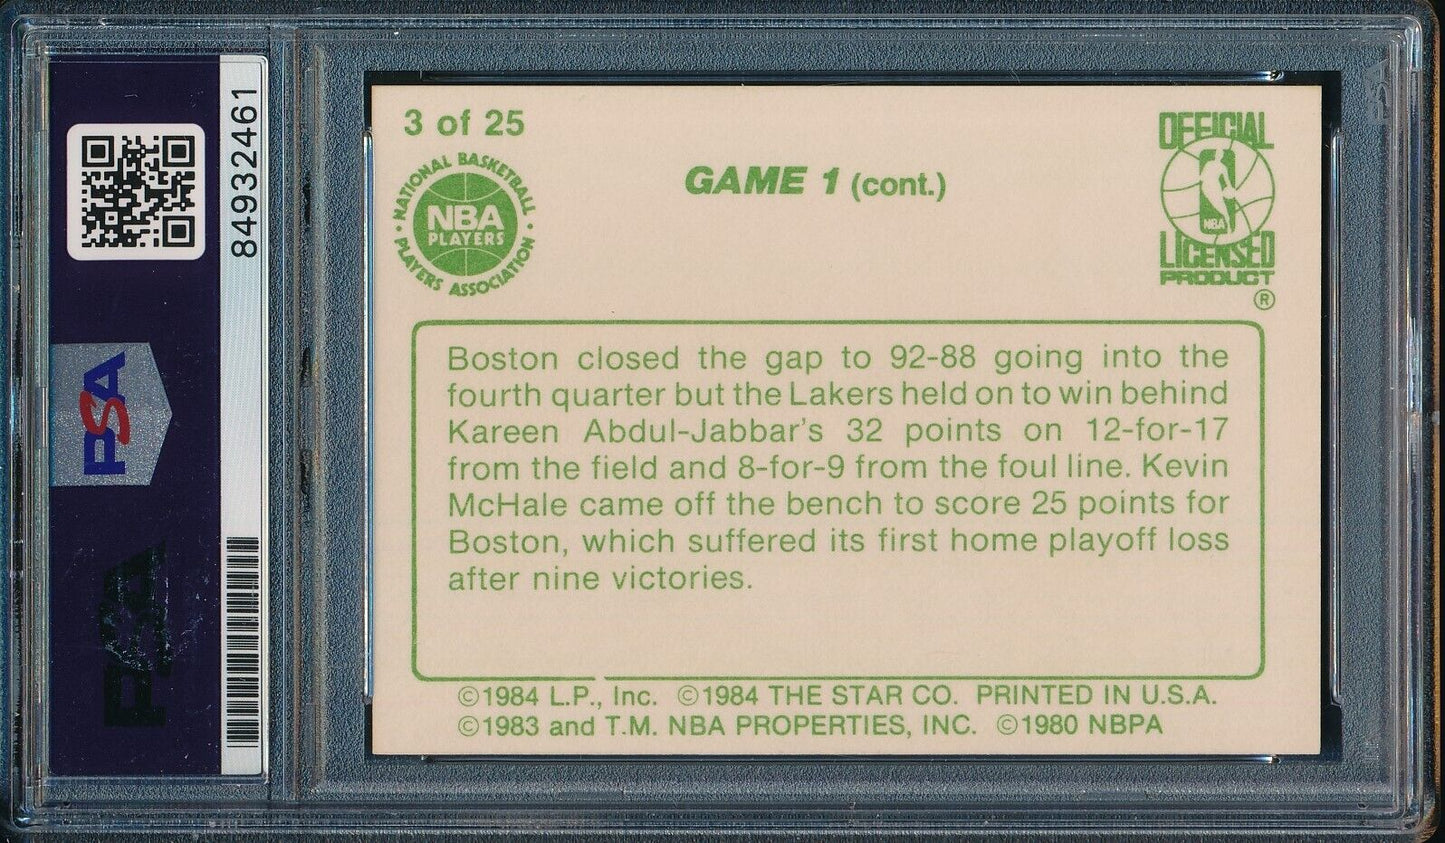 84932461
PSA
PSA
3 of 25
NATIONAL BASKETBALL
PLAYERS ASSOCIATION
NBA
PLAYERS
GAME 1 (cont.)
OFFICIAL
NBA
LICENSED
PRODUCT
®
Boston closed the gap to 92-88 going into the
fourth quarter but the Lakers held on to win behind
Kareen Abdul-Jabbar's 32 points on 12-for-17
from the field and 8-for-9 from the foul line. Kevin
McHale came off the bench to score 25 points for
Boston, which suffered its first home playoff loss
after nine victories.
©1984 L.P., Inc. ©1984 THE STAR CO. PRINTED IN U.S.A.
©1983 and T.M. NBA PROPERTIES, INC. ©1980 NBPA